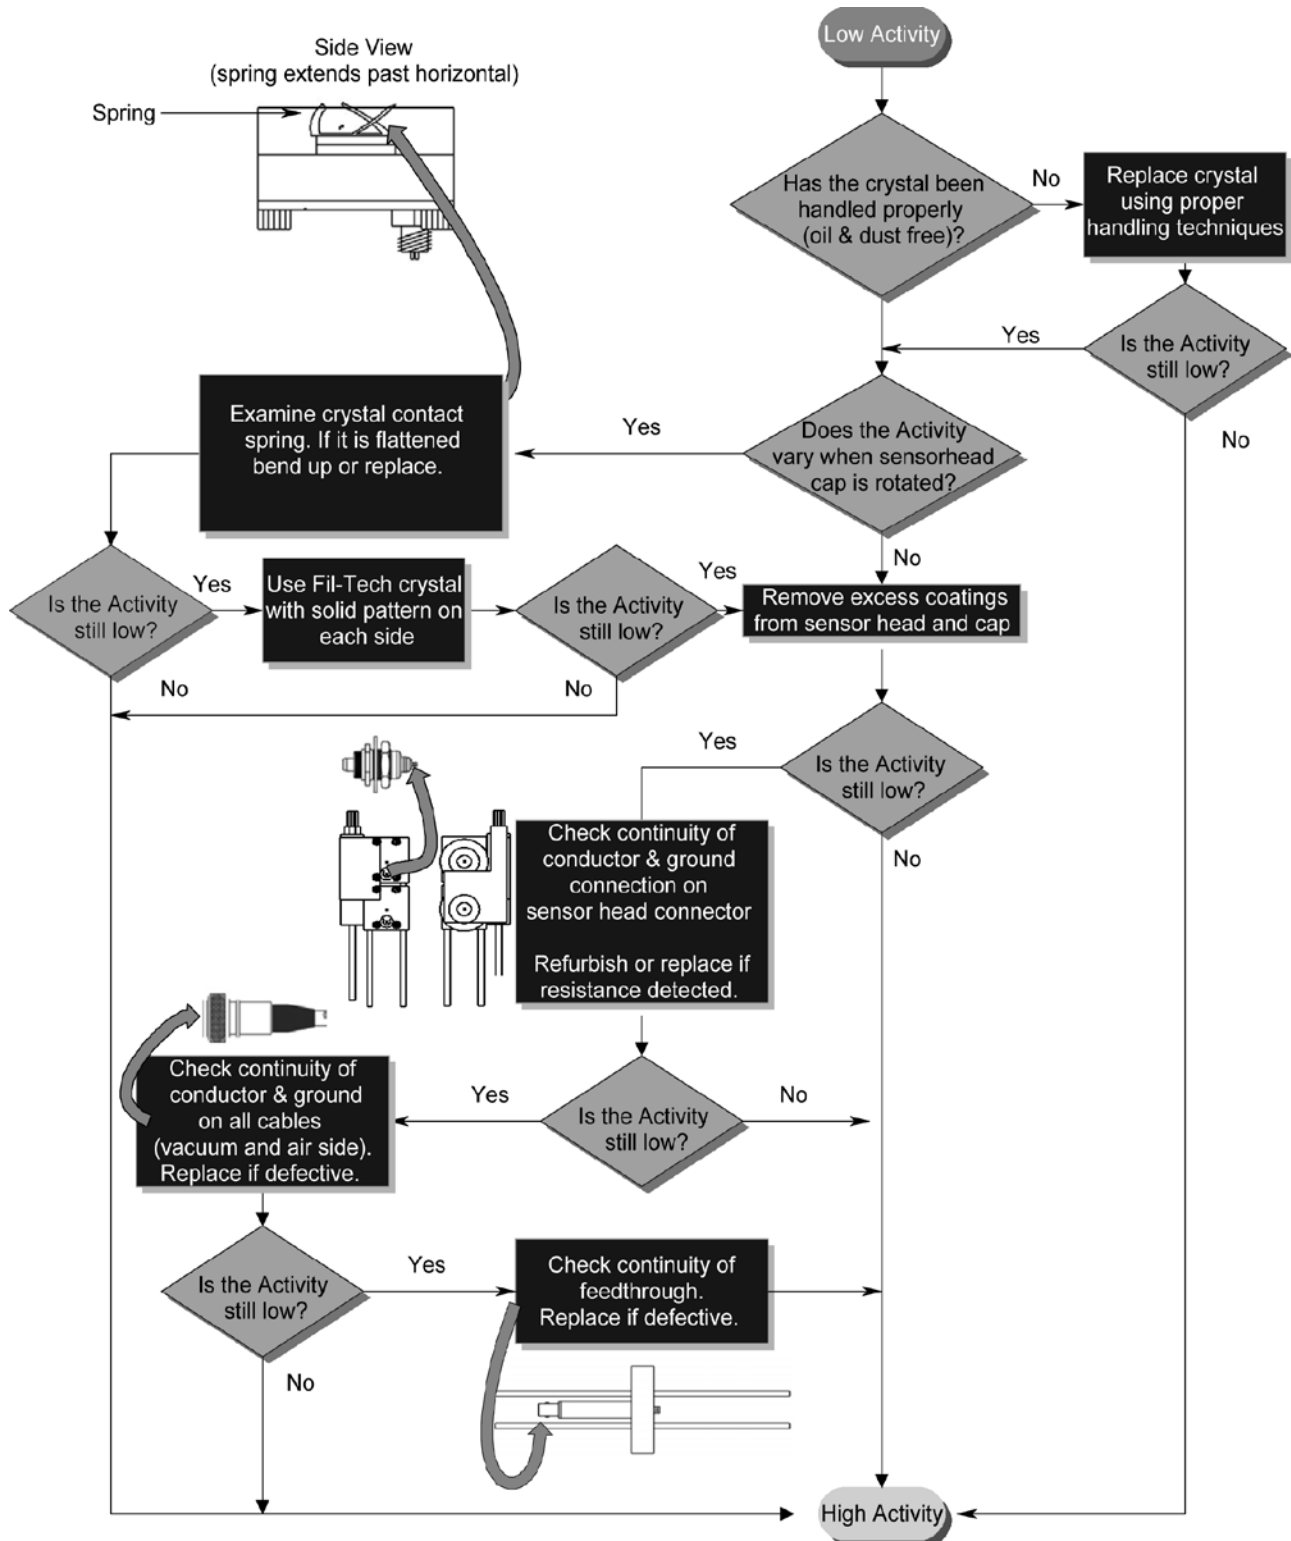 Low Activity
Side View
(spring extends past horizontal)
Spring
Has the crystal been
handled properly
(oil & dust free)?
No
Replace crystal
using proper
handling techniques
Yes
Is the Activity
still low?
No
Examine crystal contact
spring. If it is flattened
bend up or replace.
Yes
Does the Activity
vary when sensorhead
cap is rotated?
No
Is the Activity
still low?
Yes
Use Fil-Tech crystal
with solid pattern on
each side
Is the Activity
still low?
Yes
Remove excess coatings
from sensor head and cap
No
No
Yes
Is the Activity
still low?
No
Check continuity of
conductor & ground
connection on
sensor head connector
Refurbish or replace if
resistance detected.
Check continuity of
conductor & ground
on all cables
(vacuum and air side).
Replace if defective.
Yes
Is the Activity
still low?
No
Is the Activity
still low?
Yes
Check continuity of
feedthrough.
Replace if defective.
No
High Activity